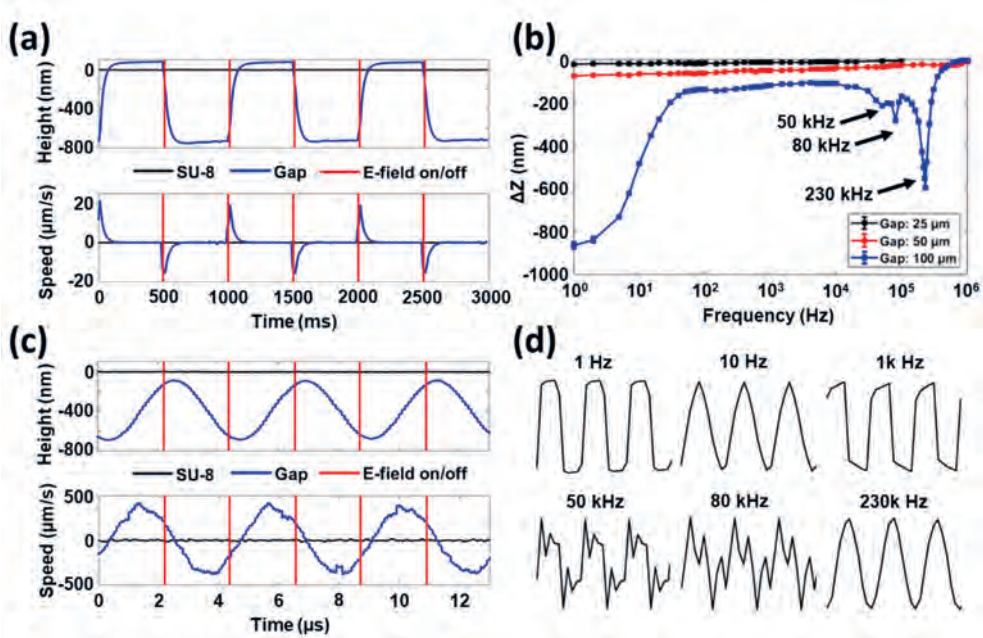 (a)
Height (nm)
0
-400
-800
SU-8 Gap E-field on/off
Speed (μm/s)
20
0
-20
0 500 1000 1500 2000 2500 3000
Time (ms)
(b)
ΔZ (nm)
0
-200
-400
-600
-800
-1000
50 kHz
80 kHz
230 kHz
Gap: 25 μm
Gap: 50 μm
Gap: 100 μm
10⁰ 10¹ 10² 10³ 10⁴ 10⁵ 10⁶
Frequency (Hz)
(c)
Height (nm)
0
-400
-800
SU-8 Gap E-field on/off
Speed (μm/s)
500
0
-500
0 2 4 6 8 10 12
Time (μs)
(d)
1 Hz 10 Hz 1k Hz
50 kHz 80 kHz 230k Hz